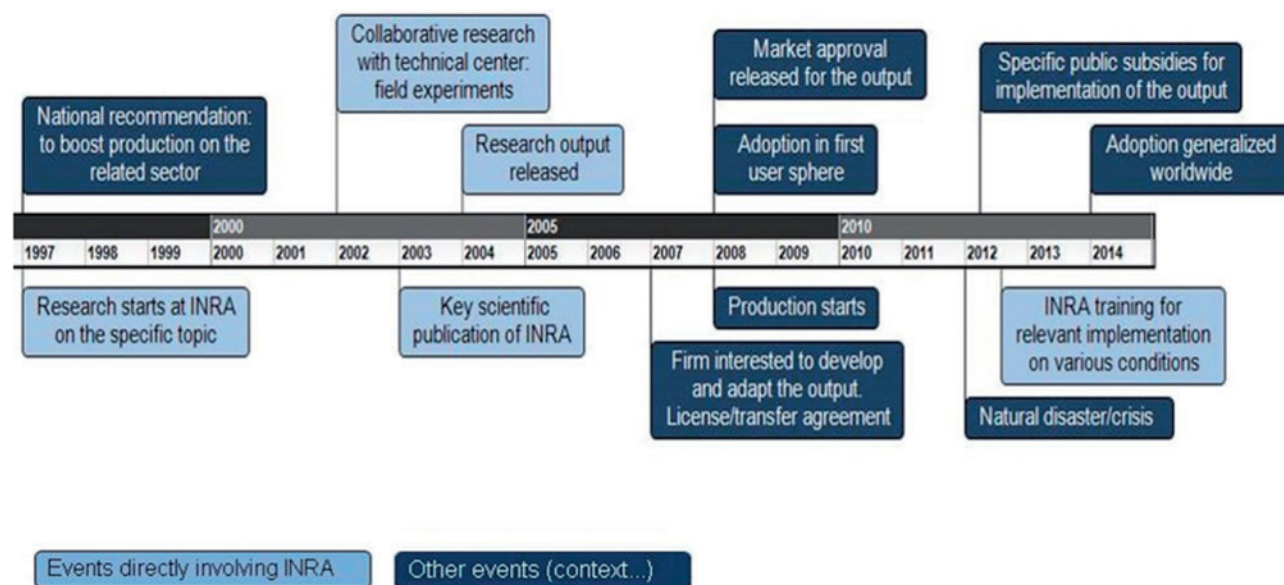 Collaborative research
with technical center:
field experiments
Market approval
released for the output
Specific public subsidies for
implementation of the output
National recommendation:
to boost production on the
related sector
Research output
released
Adoption in first
user sphere
Adoption generalized
worldwide
2000 2005 2010
1997 1998 1999 2000 2001 2002 2003 2004 2005 2006 2007 2008 2009 2010 2011 2012 2013 2014
Research starts at INRA
on the specific topic
Key scientific
publication of INRA
Production starts
INRA training for
relevant implementation
on various conditions
Firm interested to develop
and adapt the output.
License/transfer agreement
Natural disaster/crisis
Events directly involving INRA
Other events (context...)